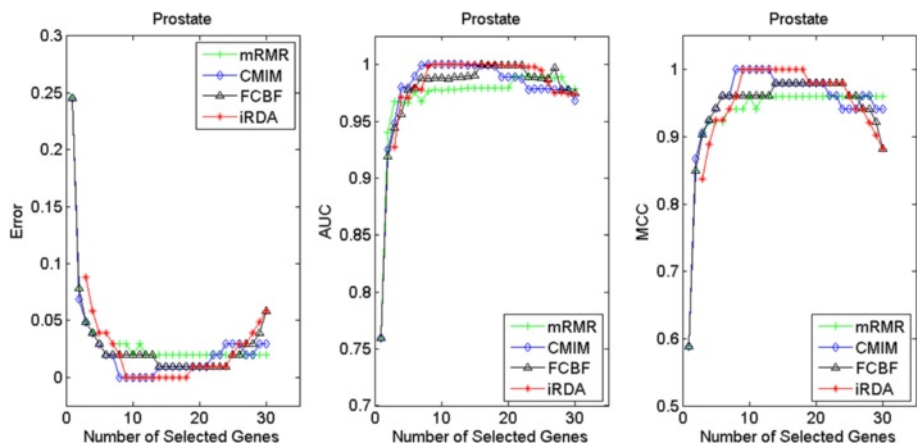 Prostate
0.3
0.25
0.2
0.15
0.1
0.05
0
0
10
20
30
Error
Number of Selected Genes
mRMR
CMIM
FCBF
iRDA
Prostate
1
0.95
0.9
0.85
0.8
0.75
0.7
0
10
20
30
AUC
Number of Selected Genes
mRMR
CMIM
FCBF
iRDA
Prostate
1
0.9
0.8
0.7
0.6
0.5
0
10
20
30
MCC
Number of Selected Genes
mRMR
CMIM
FCBF
iRDA